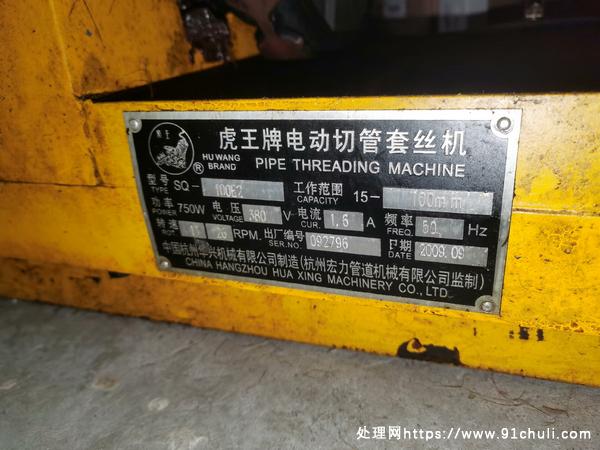 虎王
虎王牌电动切管套丝机
HU WANG BRAND
® PIPE THREADING MACHINE
型号 TYPE SQ- 100E2 工作范围 CAPACITY 15- 100mm
功率 POWER 750W 电压 VOLTAGE 380 V 电流 CUR. 1.6 A 频率 FREQ. 50 Hz
转速 26 RPM. 出厂编号 SER.NO. 092796 日期 DATE 2009.09
中国杭州华兴机械有限公司制造(杭州宏力管道机械有限公司监制)
CHINA HANGZHOU HUA XING MACHINERY CO.,LTD.
处理网https://www.91chuli.com/